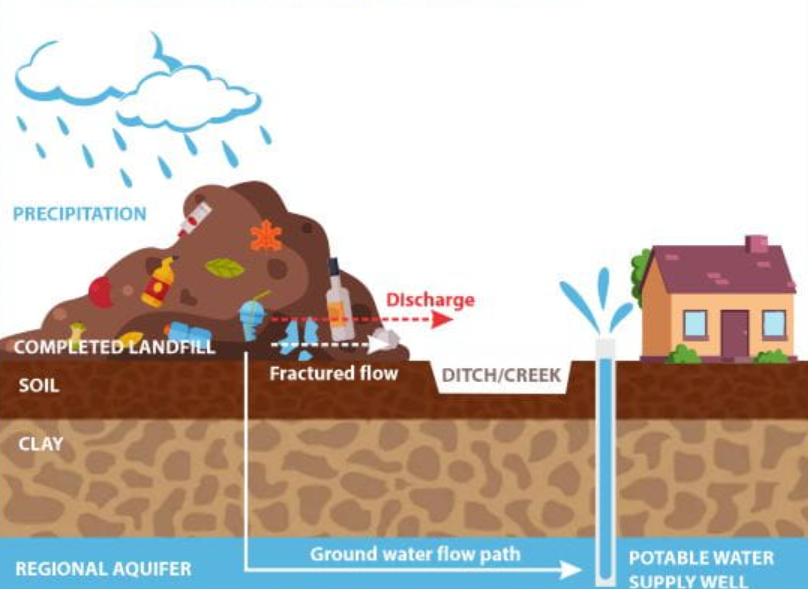 PRECIPITATION
Discharge
COMPLETED LANDFILL
Fractured flow
DITCH/CREEK
SOIL
CLAY
Ground water flow path
REGIONAL AQUIFER
POTABLE WATER
SUPPLY WELL